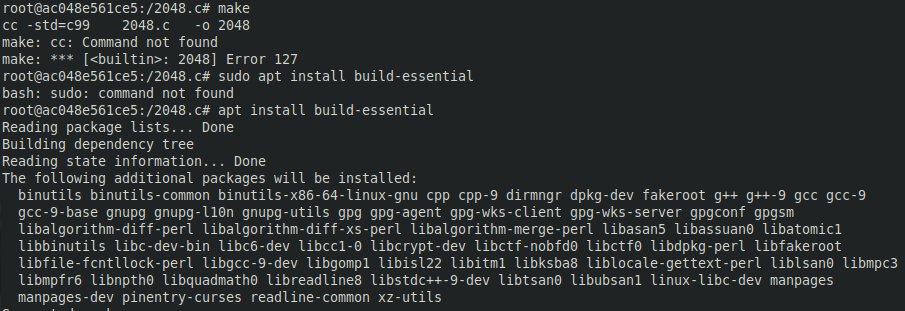 root@ac048e561ce5:/2048.c# make
cc -std=c99     2048.c   -o 2048
make: cc: Command not found
make: *** [<builtin>: 2048] Error 127
root@ac048e561ce5:/2048.c# sudo apt install build-essential
bash: sudo: command not found
root@ac048e561ce5:/2048.c# apt install build-essential
Reading package lists... Done
Building dependency tree
Reading state information... Done
The following additional packages will be installed:
  binutils binutils-common binutils-x86-64-linux-gnu cpp cpp-9 dirmngr dpkg-dev fakeroot g++ g++-9 gcc gcc-9
  gcc-9-base gnupg gnupg-l10n gnupg-utils gpg gpg-agent gpg-wks-client gpg-wks-server gpgconf gpgsm
  libalgorithm-diff-perl libalgorithm-diff-xs-perl libalgorithm-merge-perl libasan5 libassuan0 libatomic1
  libbinutils libc-dev-bin libc6-dev libcc1-0 libcrypt-dev libctf-nobfd0 libctf0 libdpkg-perl libfakeroot
  libfile-fcntllock-perl libgcc-9-dev libgomp1 libisl22 libitm1 libksba8 liblocale-gettext-perl liblsan0 libmpc3
  libmpfr6 libnpth0 libquadmath0 libreadline8 libstdc++-9-dev libtsan0 libubsan1 linux-libc-dev manpages
  manpages-dev pinentry-curses readline-common xz-utils